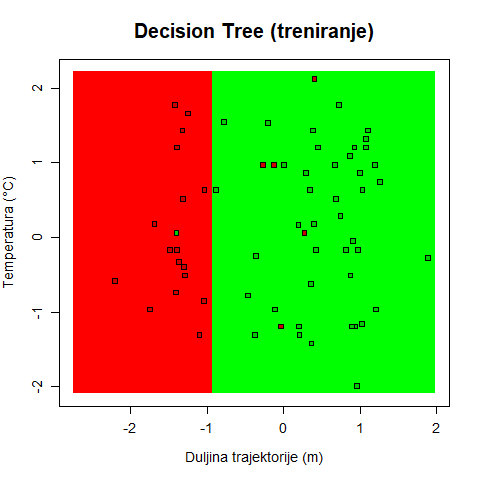 Decision Tree (treniranje)
Temperatura (°C)
2
1
0
-1
-2
-2 -1 0 1 2
Duljina trajektorije (m)